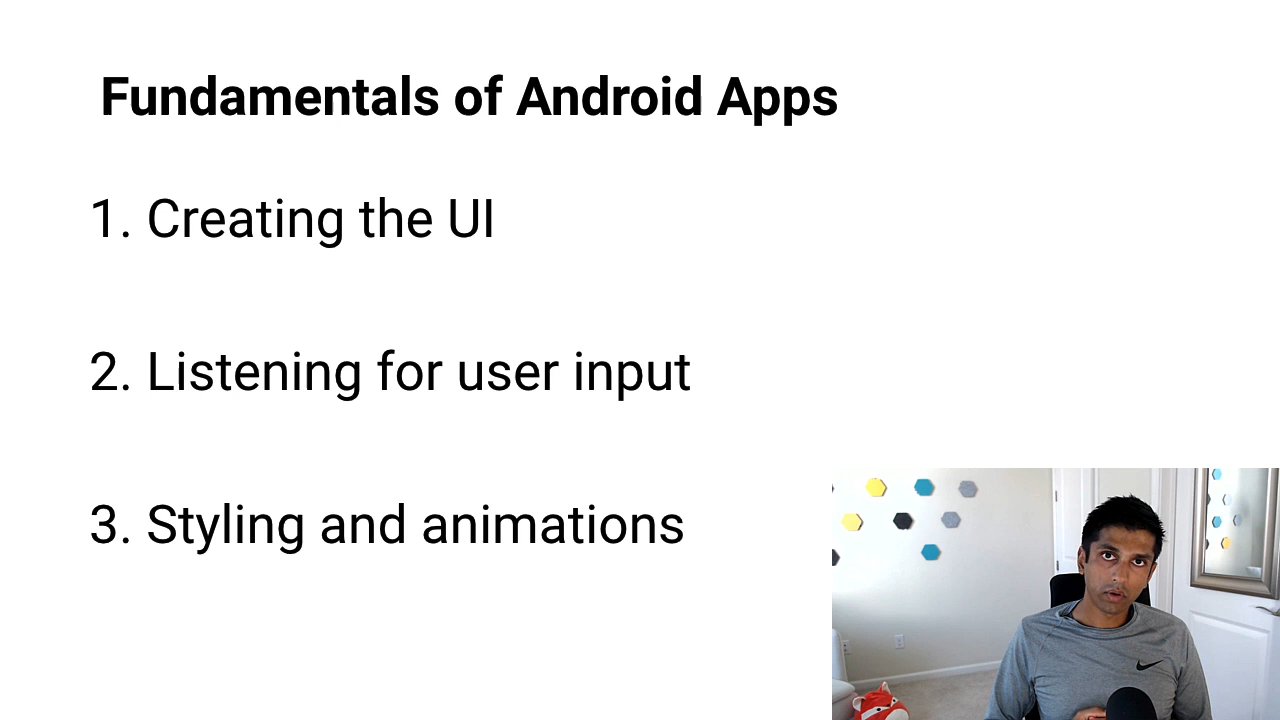 Fundamentals of Android Apps
1. Creating the UI
2. Listening for user input
3. Styling and animations